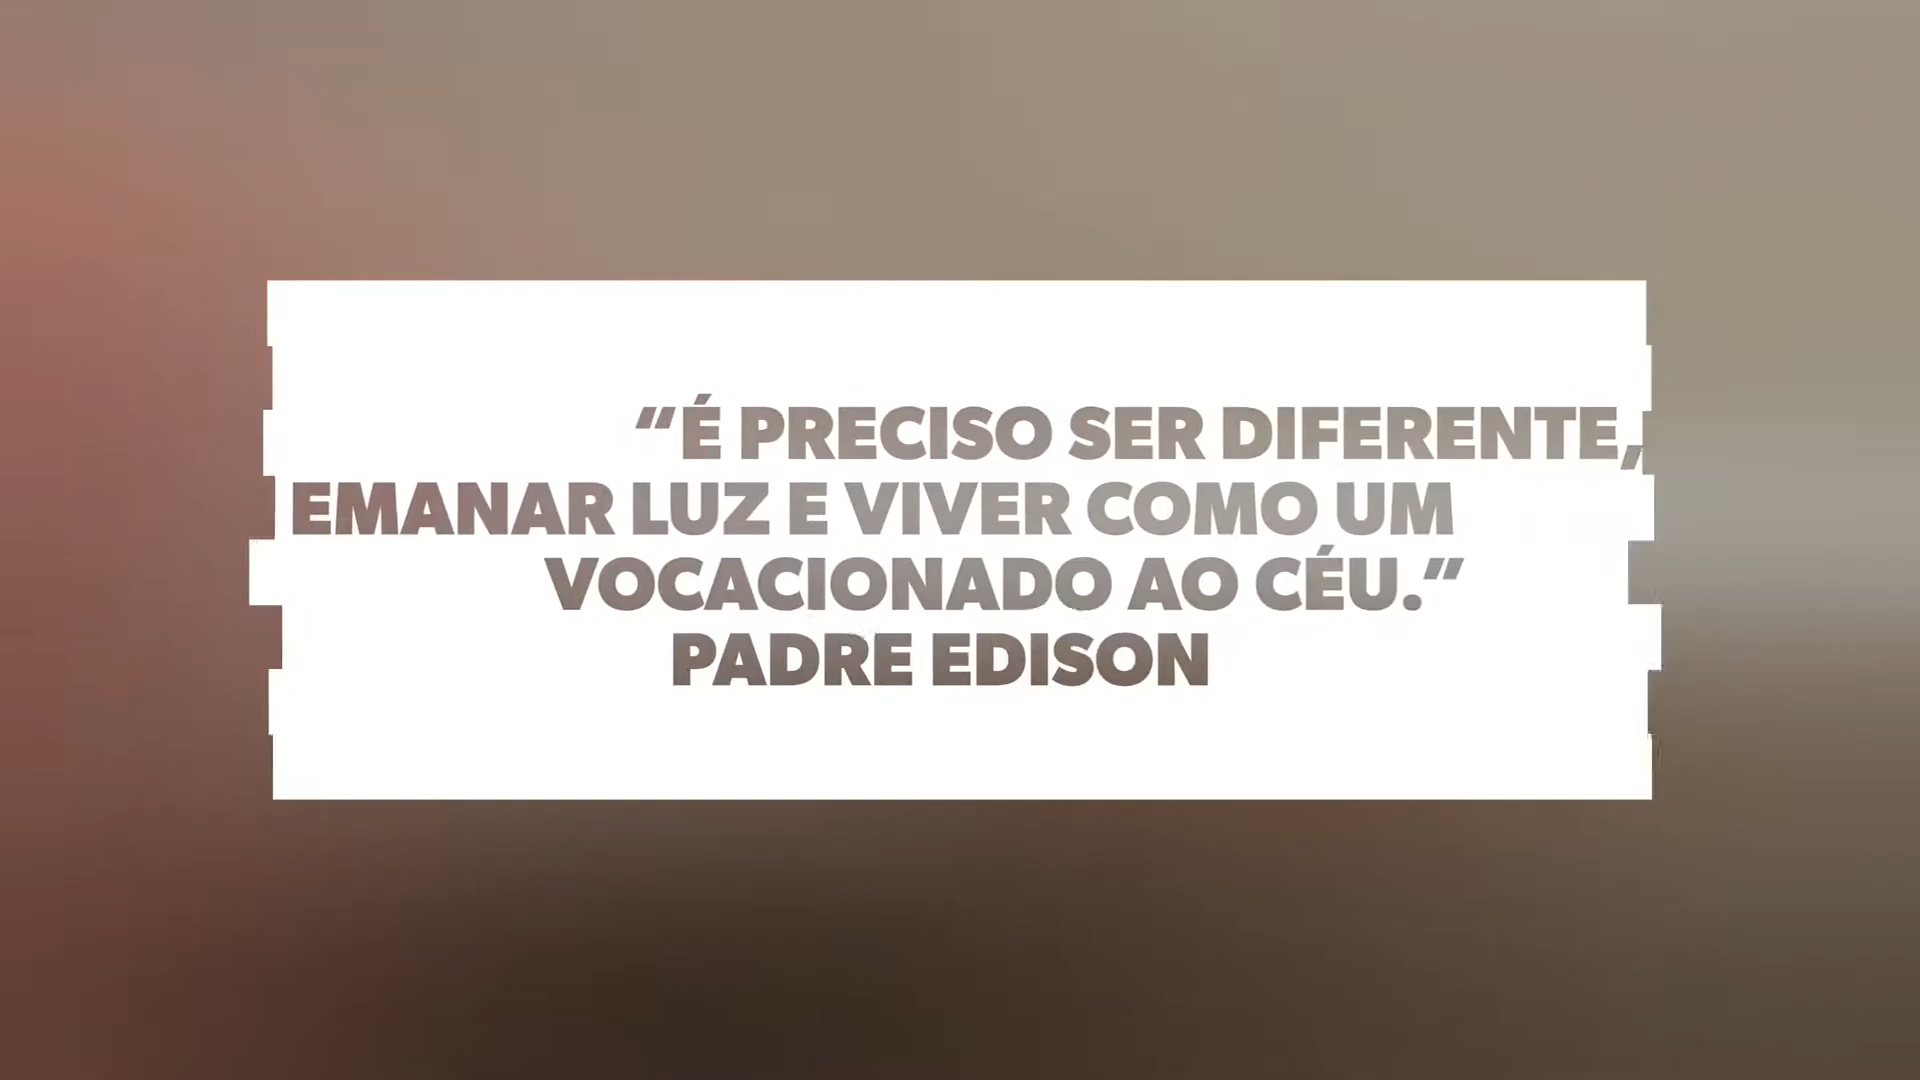 “É PRECISO SER DIFERENTE,
EMANAR LUZ E VIVER COMO UM
VOCACIONADO AO CÉU.”
PADRE EDISON